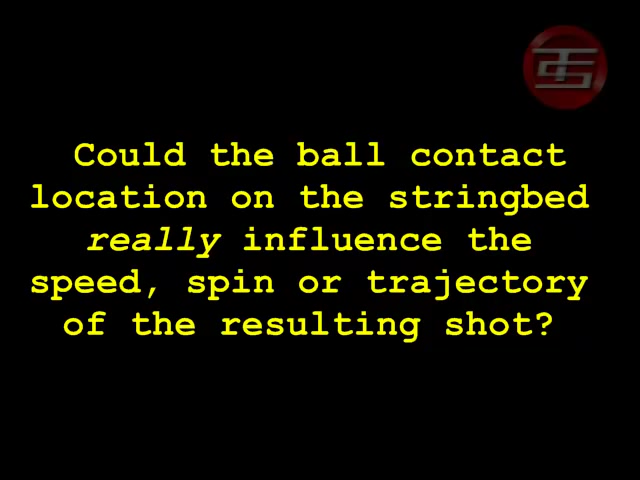 Could the ball contact
location on the stringbed
really influence the
speed, spin or trajectory
of the resulting shot?